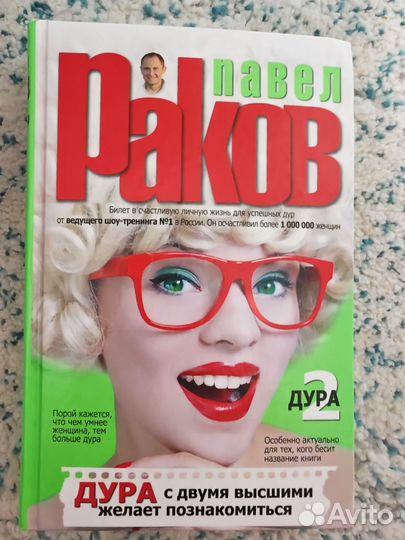 павел
Раков
Билет в счастливую личную жизнь для успешных дур
от ведущего шоу-тренинга №1 в России. Он осчастливил более 1 000 000 женщин
ДУРА 2
Порой кажется,
что чем умнее
женщина, тем
больше дура
Особенно актуально
для тех, кого бесит
название книги
ДУРА с двумя высшими
желает познакомиться
Avito